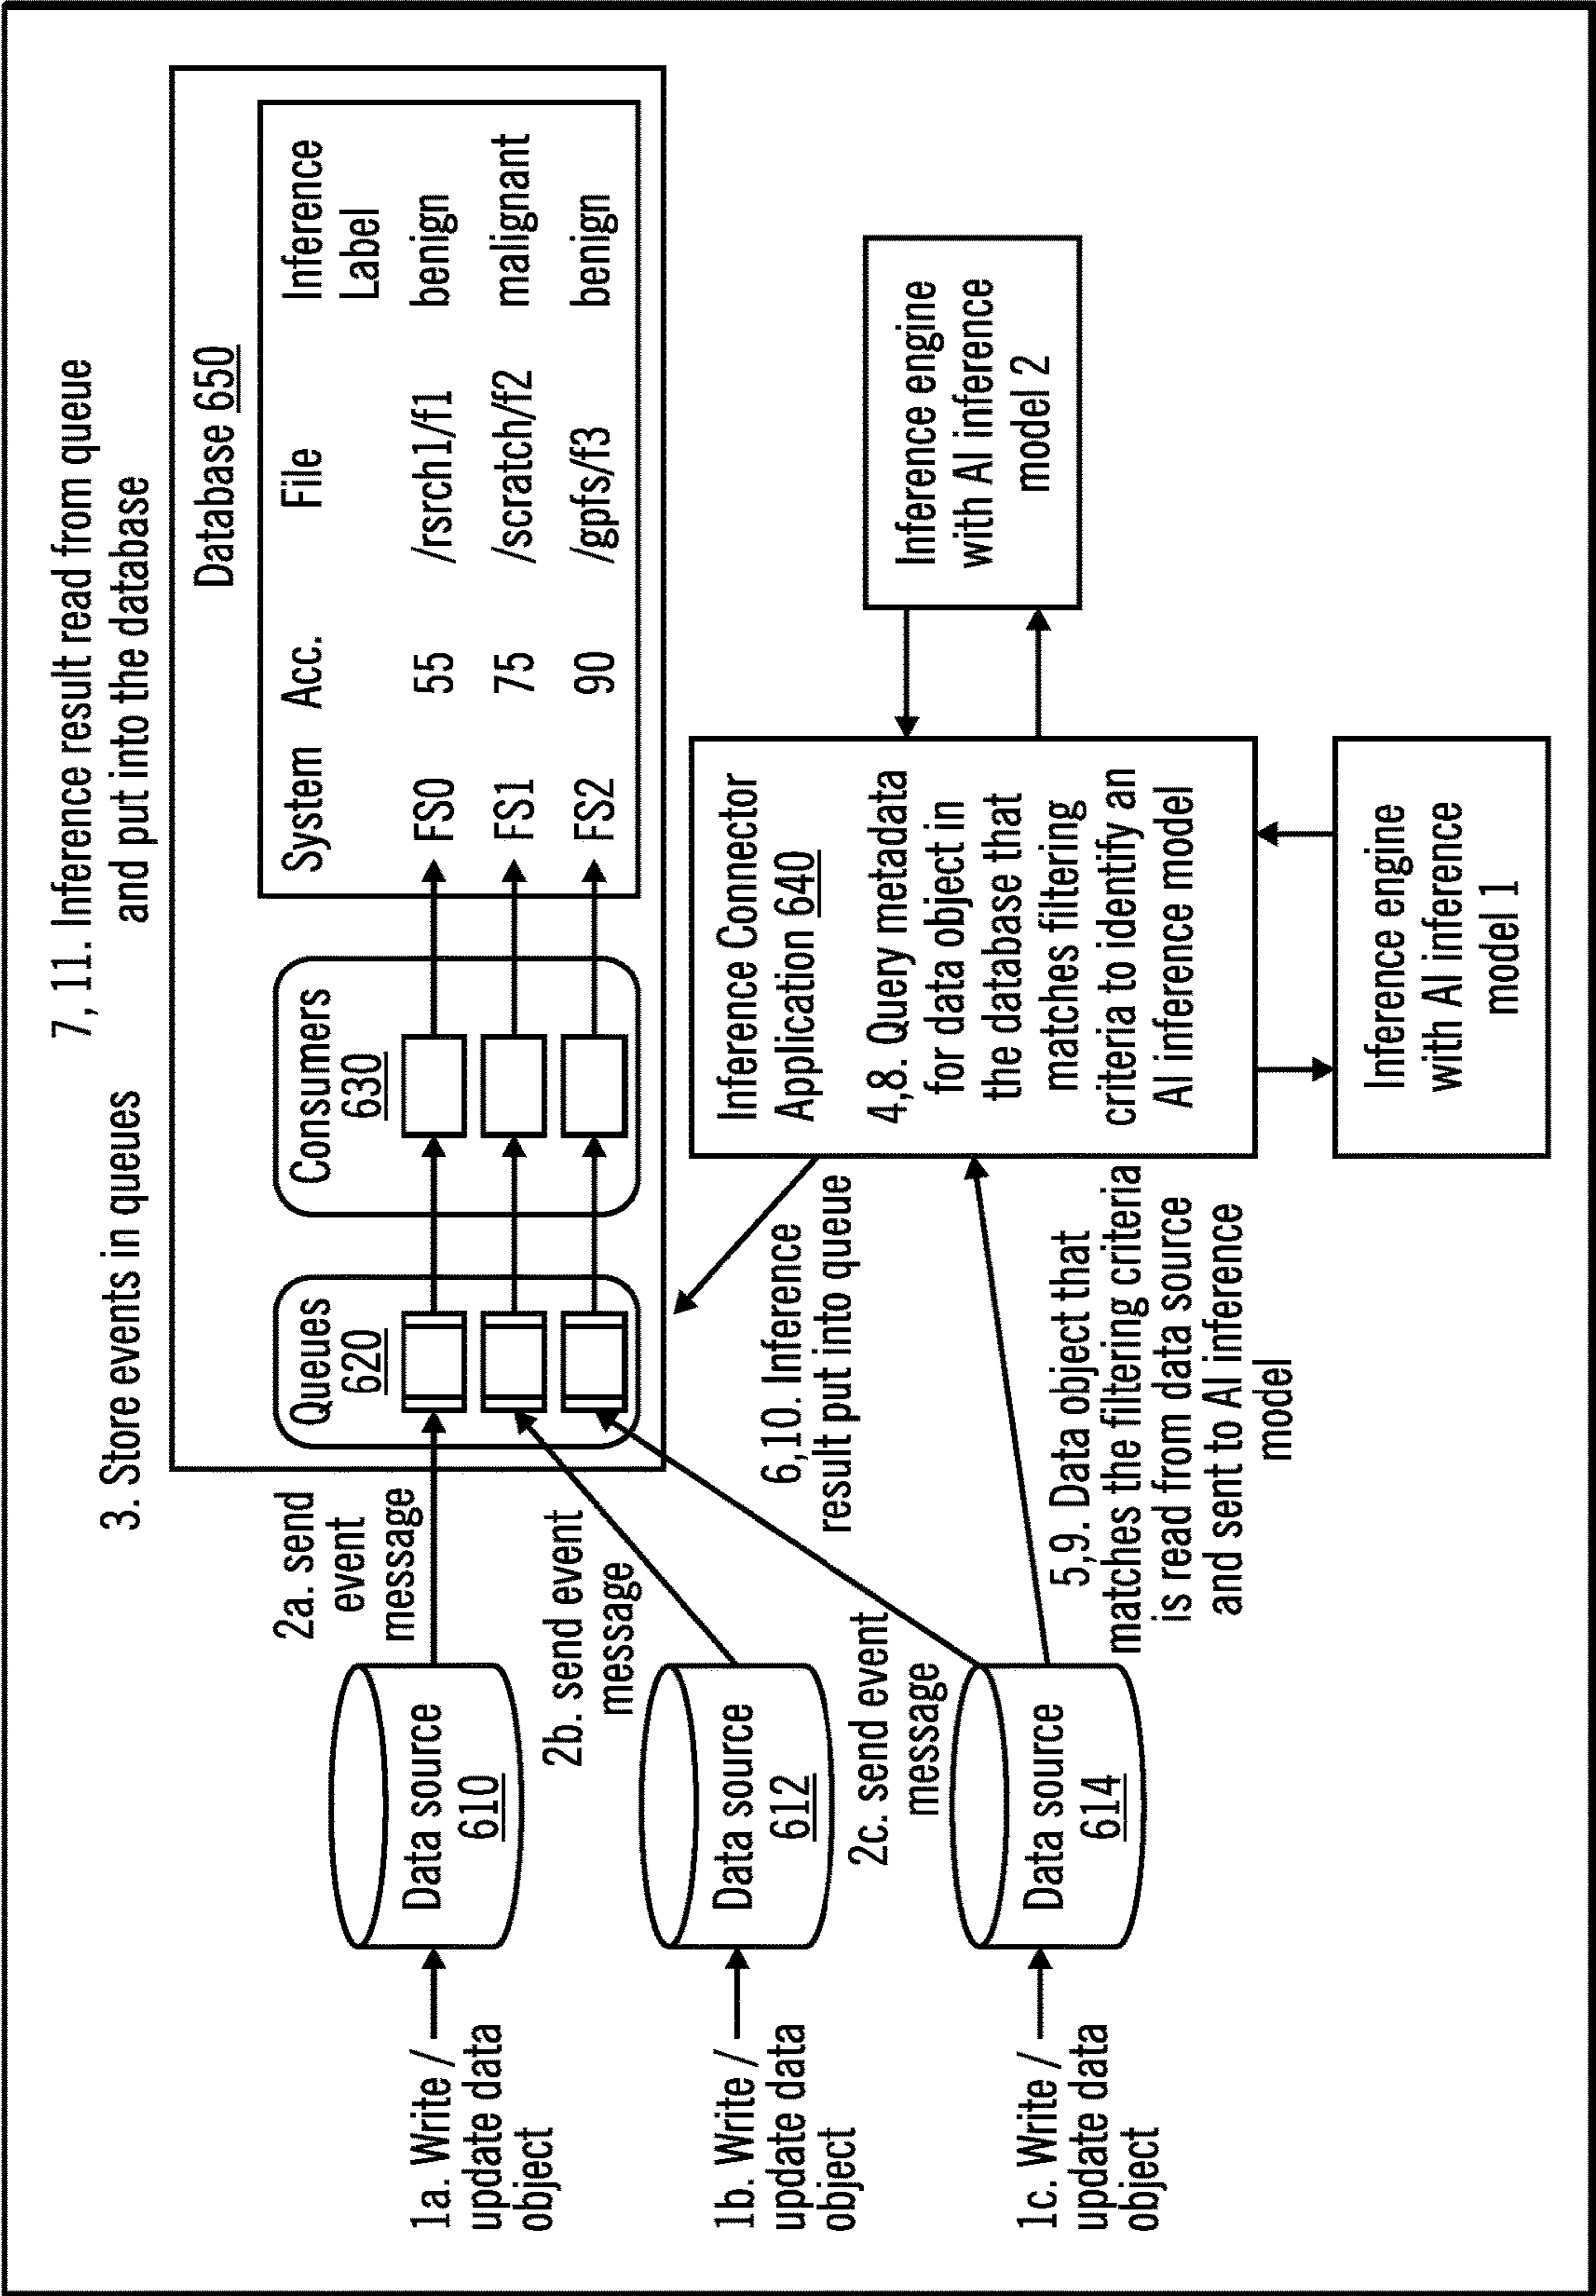 3. Store events in queues
7, 11. Inference result read from queue
and put into the database
Database 650
Queues
620
Consumers
630
System Acc. File Inference
Label
FS0 55 /rsrch1/f1 benign
FS1 75 /scratch/f2 malignant
FS2 90 /gpfs/f3 benign
1a. Write /
update data
object
Data source
610
2a. send
event
message
1b. Write /
update data
object
Data source
612
2b. send event
message
1c. Write /
update data
object
Data source
614
2c. send event
message
6,10. Inference
result put into queue
5,9. Data object that
matches the filtering criteria
is read from data source
and sent to AI inference
model
Inference Connector
Application 640
4,8. Query metadata
for data object in
the database that
matches filtering
criteria to identify an
AI inference model
Inference engine
with AI inference
model 2
Inference engine
with AI inference
model 1